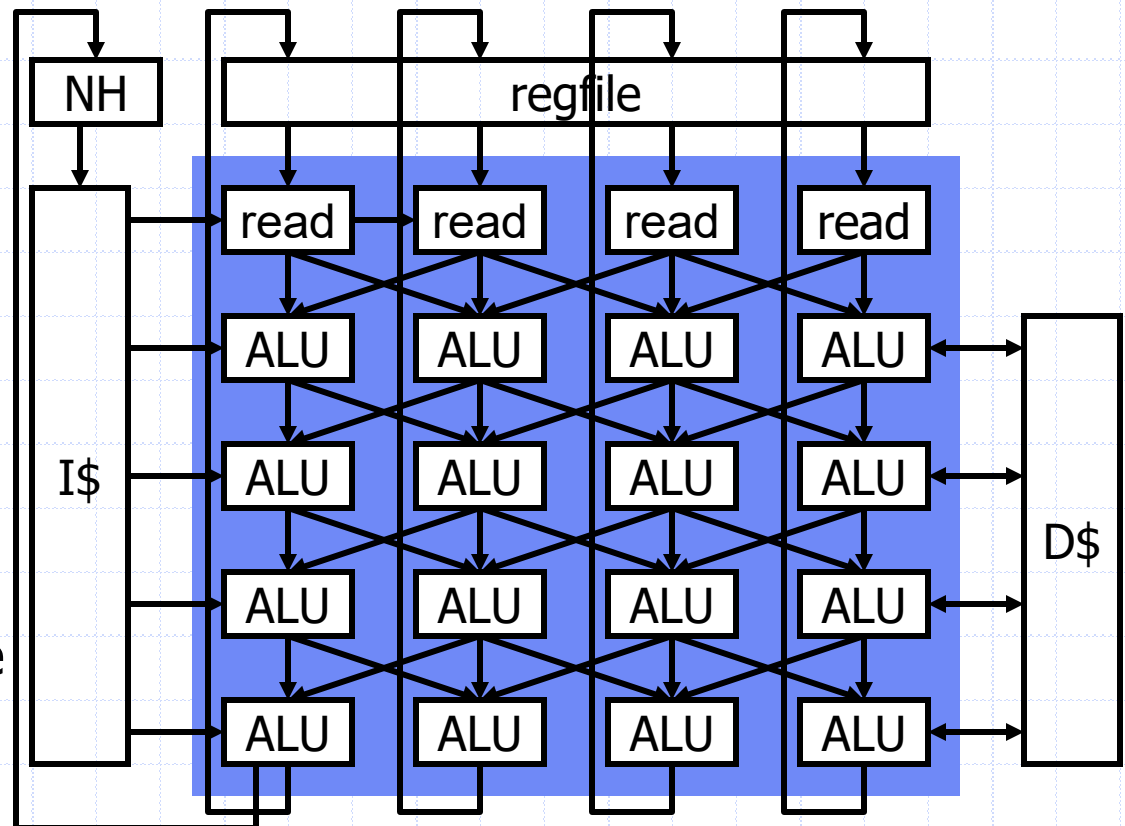 NH
regfile
read read read read
ALU ALU ALU ALU
I$
ALU ALU ALU ALU
D$
ALU ALU ALU ALU
e
ALU ALU ALU ALU